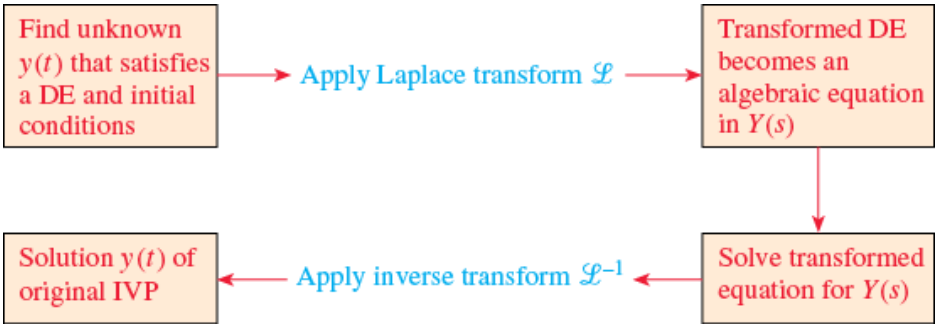 Find unknown
y(t) that satisfies
a DE and initial
conditions
Apply Laplace transform ℒ
Transformed DE
becomes an
algebraic equation
in Y(s)
Solve transformed
equation for Y(s)
Apply inverse transform ℒ⁻¹
Solution y(t) of
original IVP